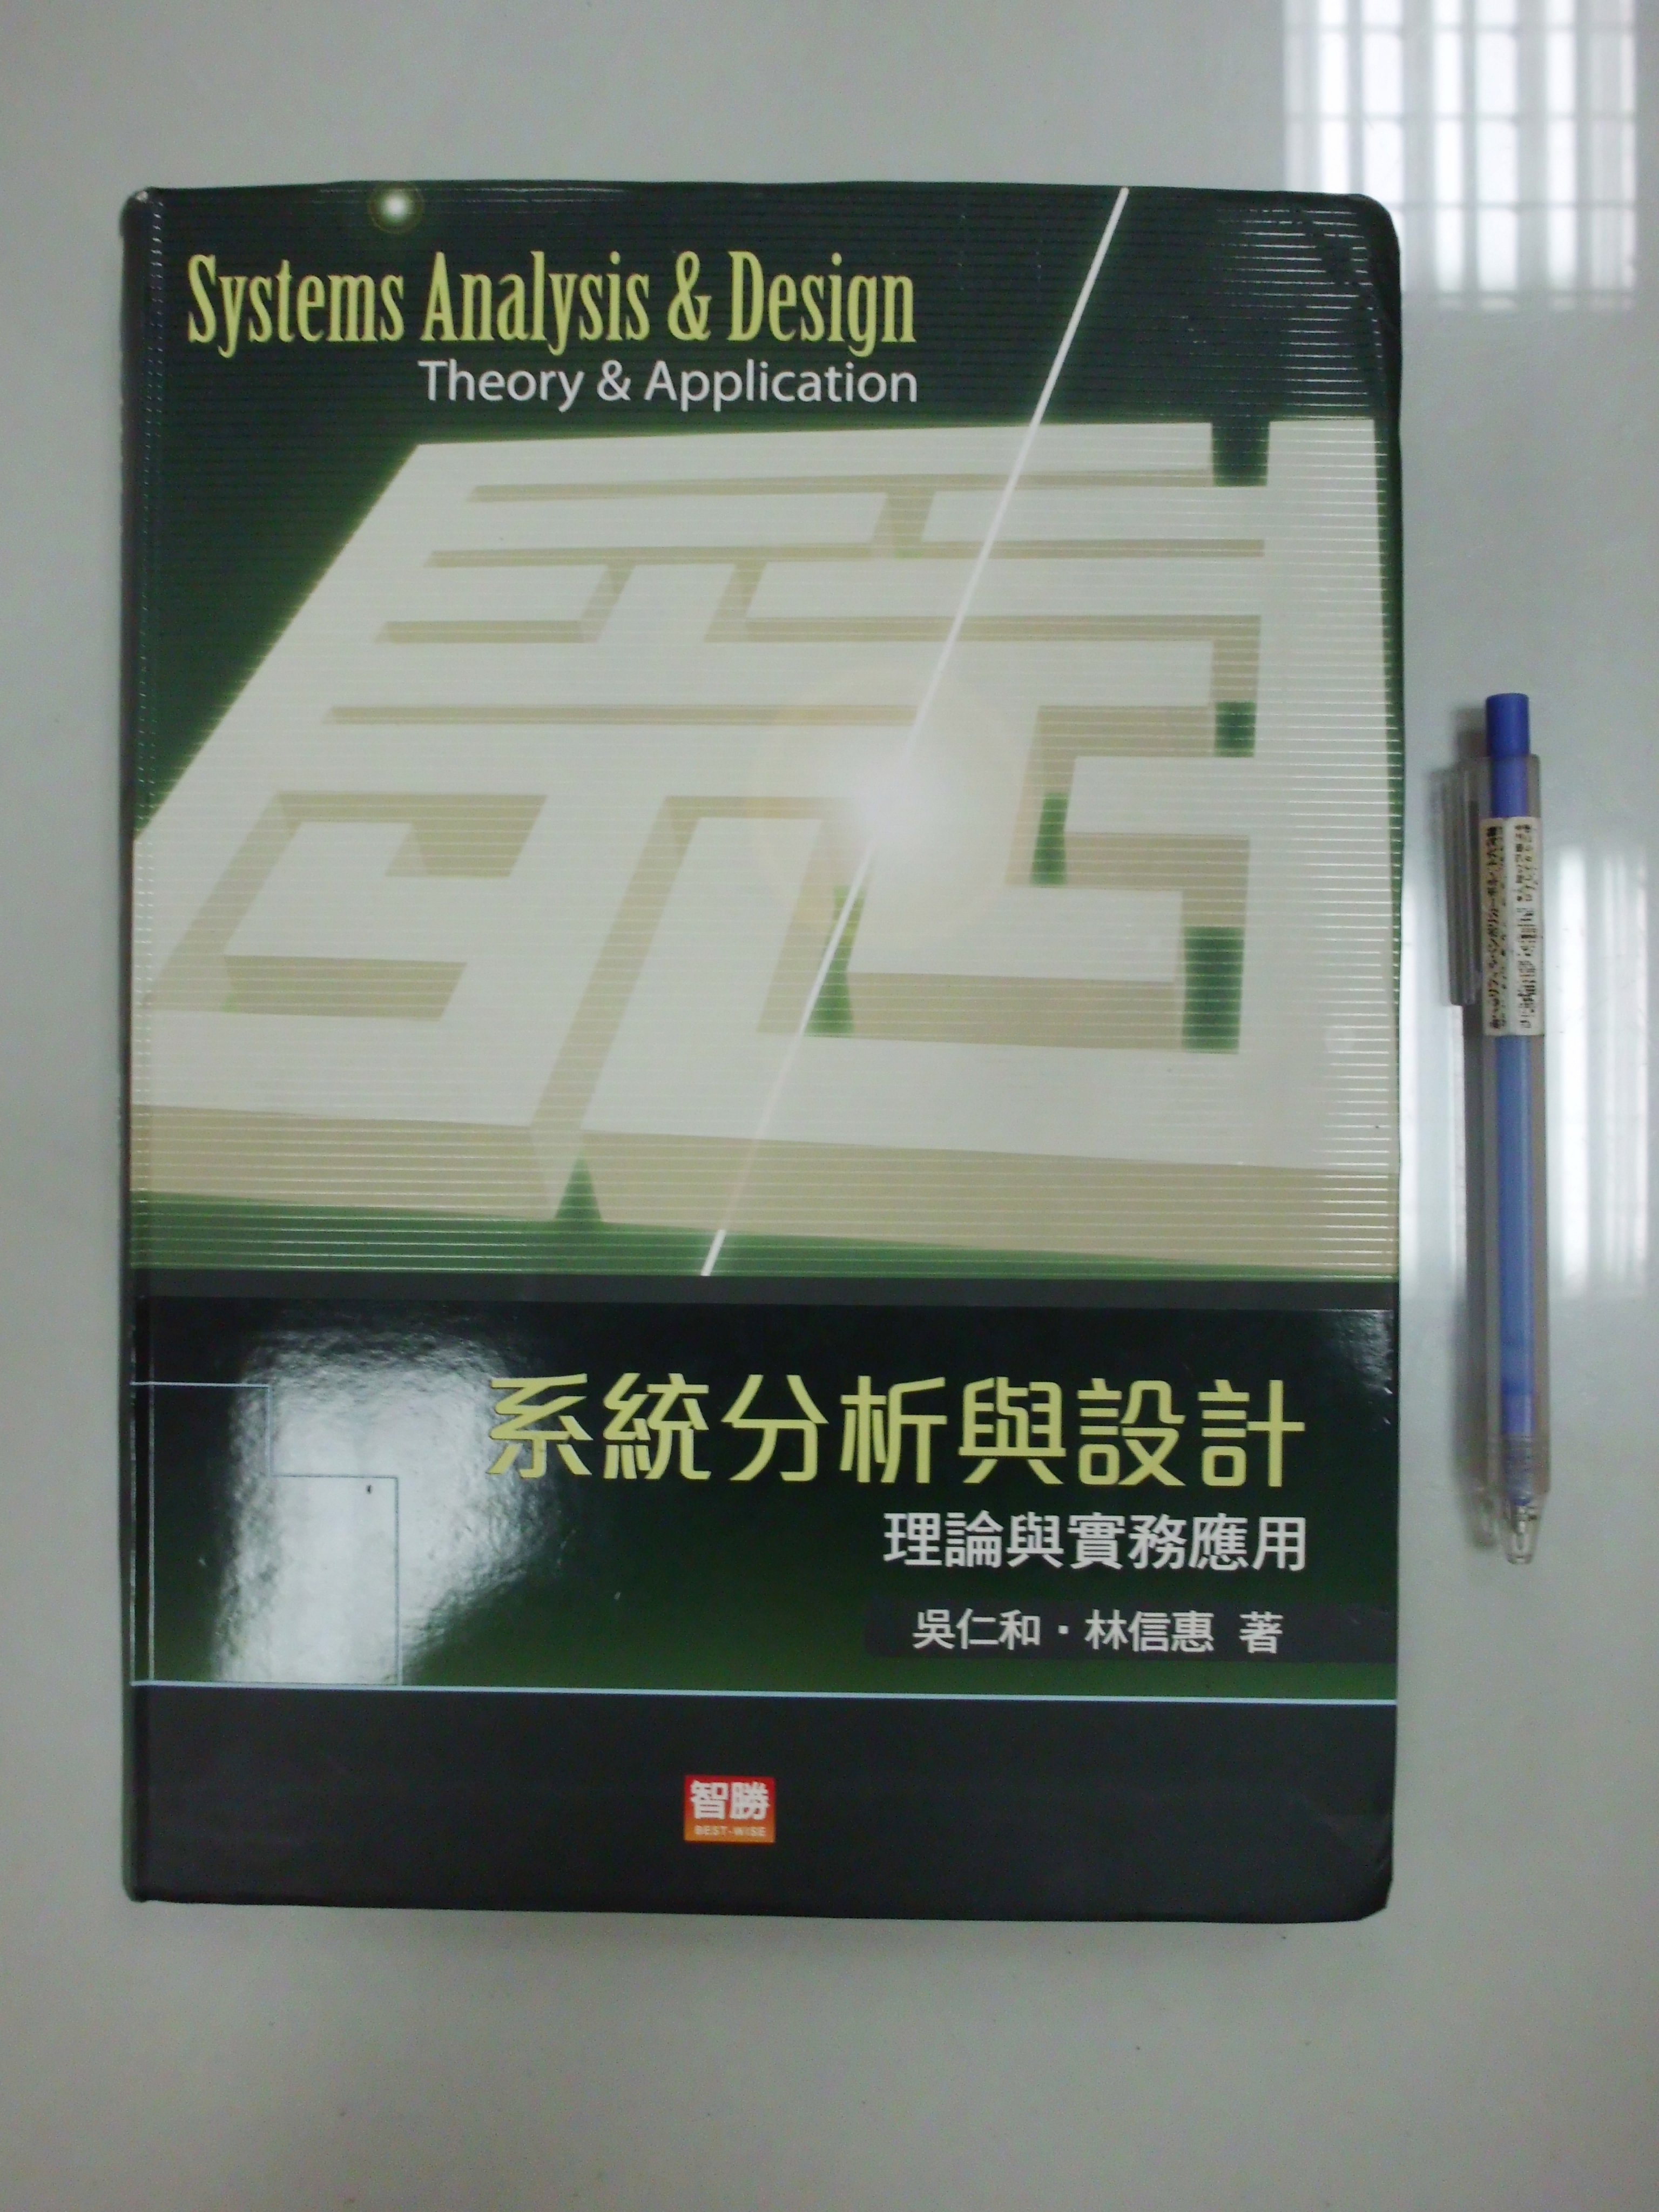 Systems Analysis & Design
Theory & Application
系統分析與設計
理論與實務應用
吳仁和・林信惠 著
智勝
BEST-WISE